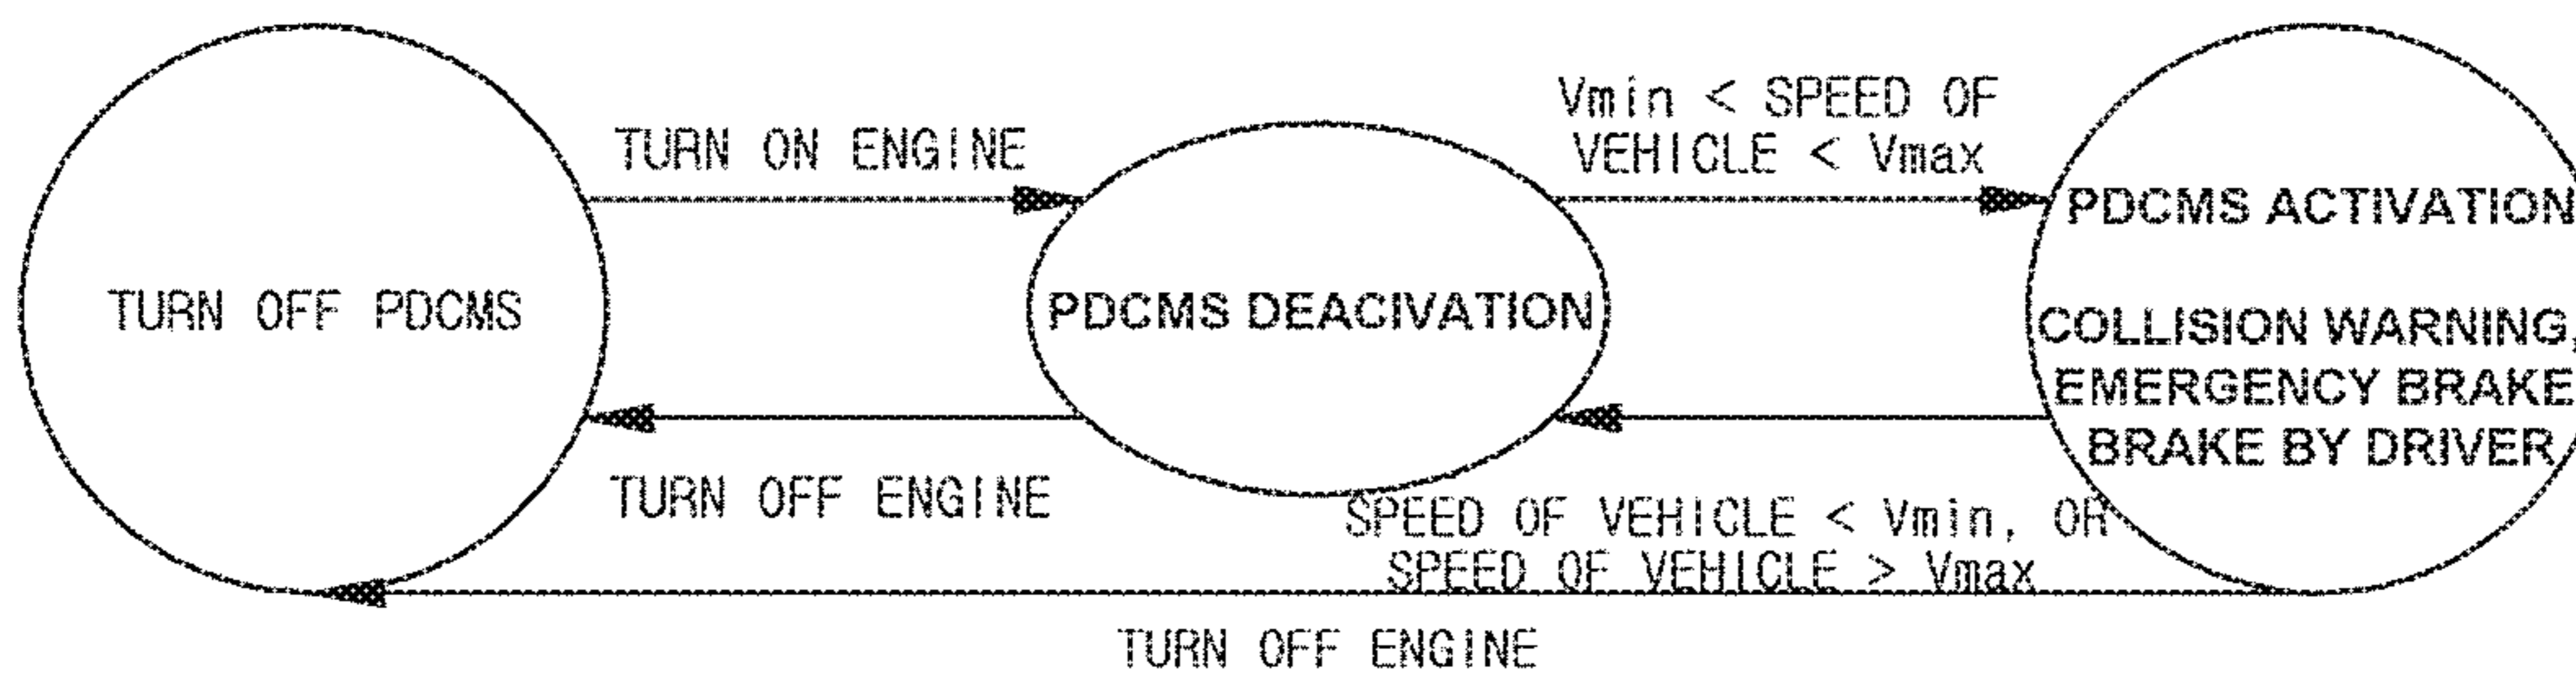 TURN OFF PDCMS
TURN ON ENGINE
TURN OFF ENGINE
PDCMS DEACIVATION
Vmin < SPEED OF
VEHICLE < Vmax
SPEED OF VEHICLE < Vmin, OR
SPEED OF VEHICLE > Vmax
PDCMS ACTIVATION
COLLISION WARNING,
EMERGENCY BRAKE
BRAKE BY DRIVER
TURN OFF ENGINE